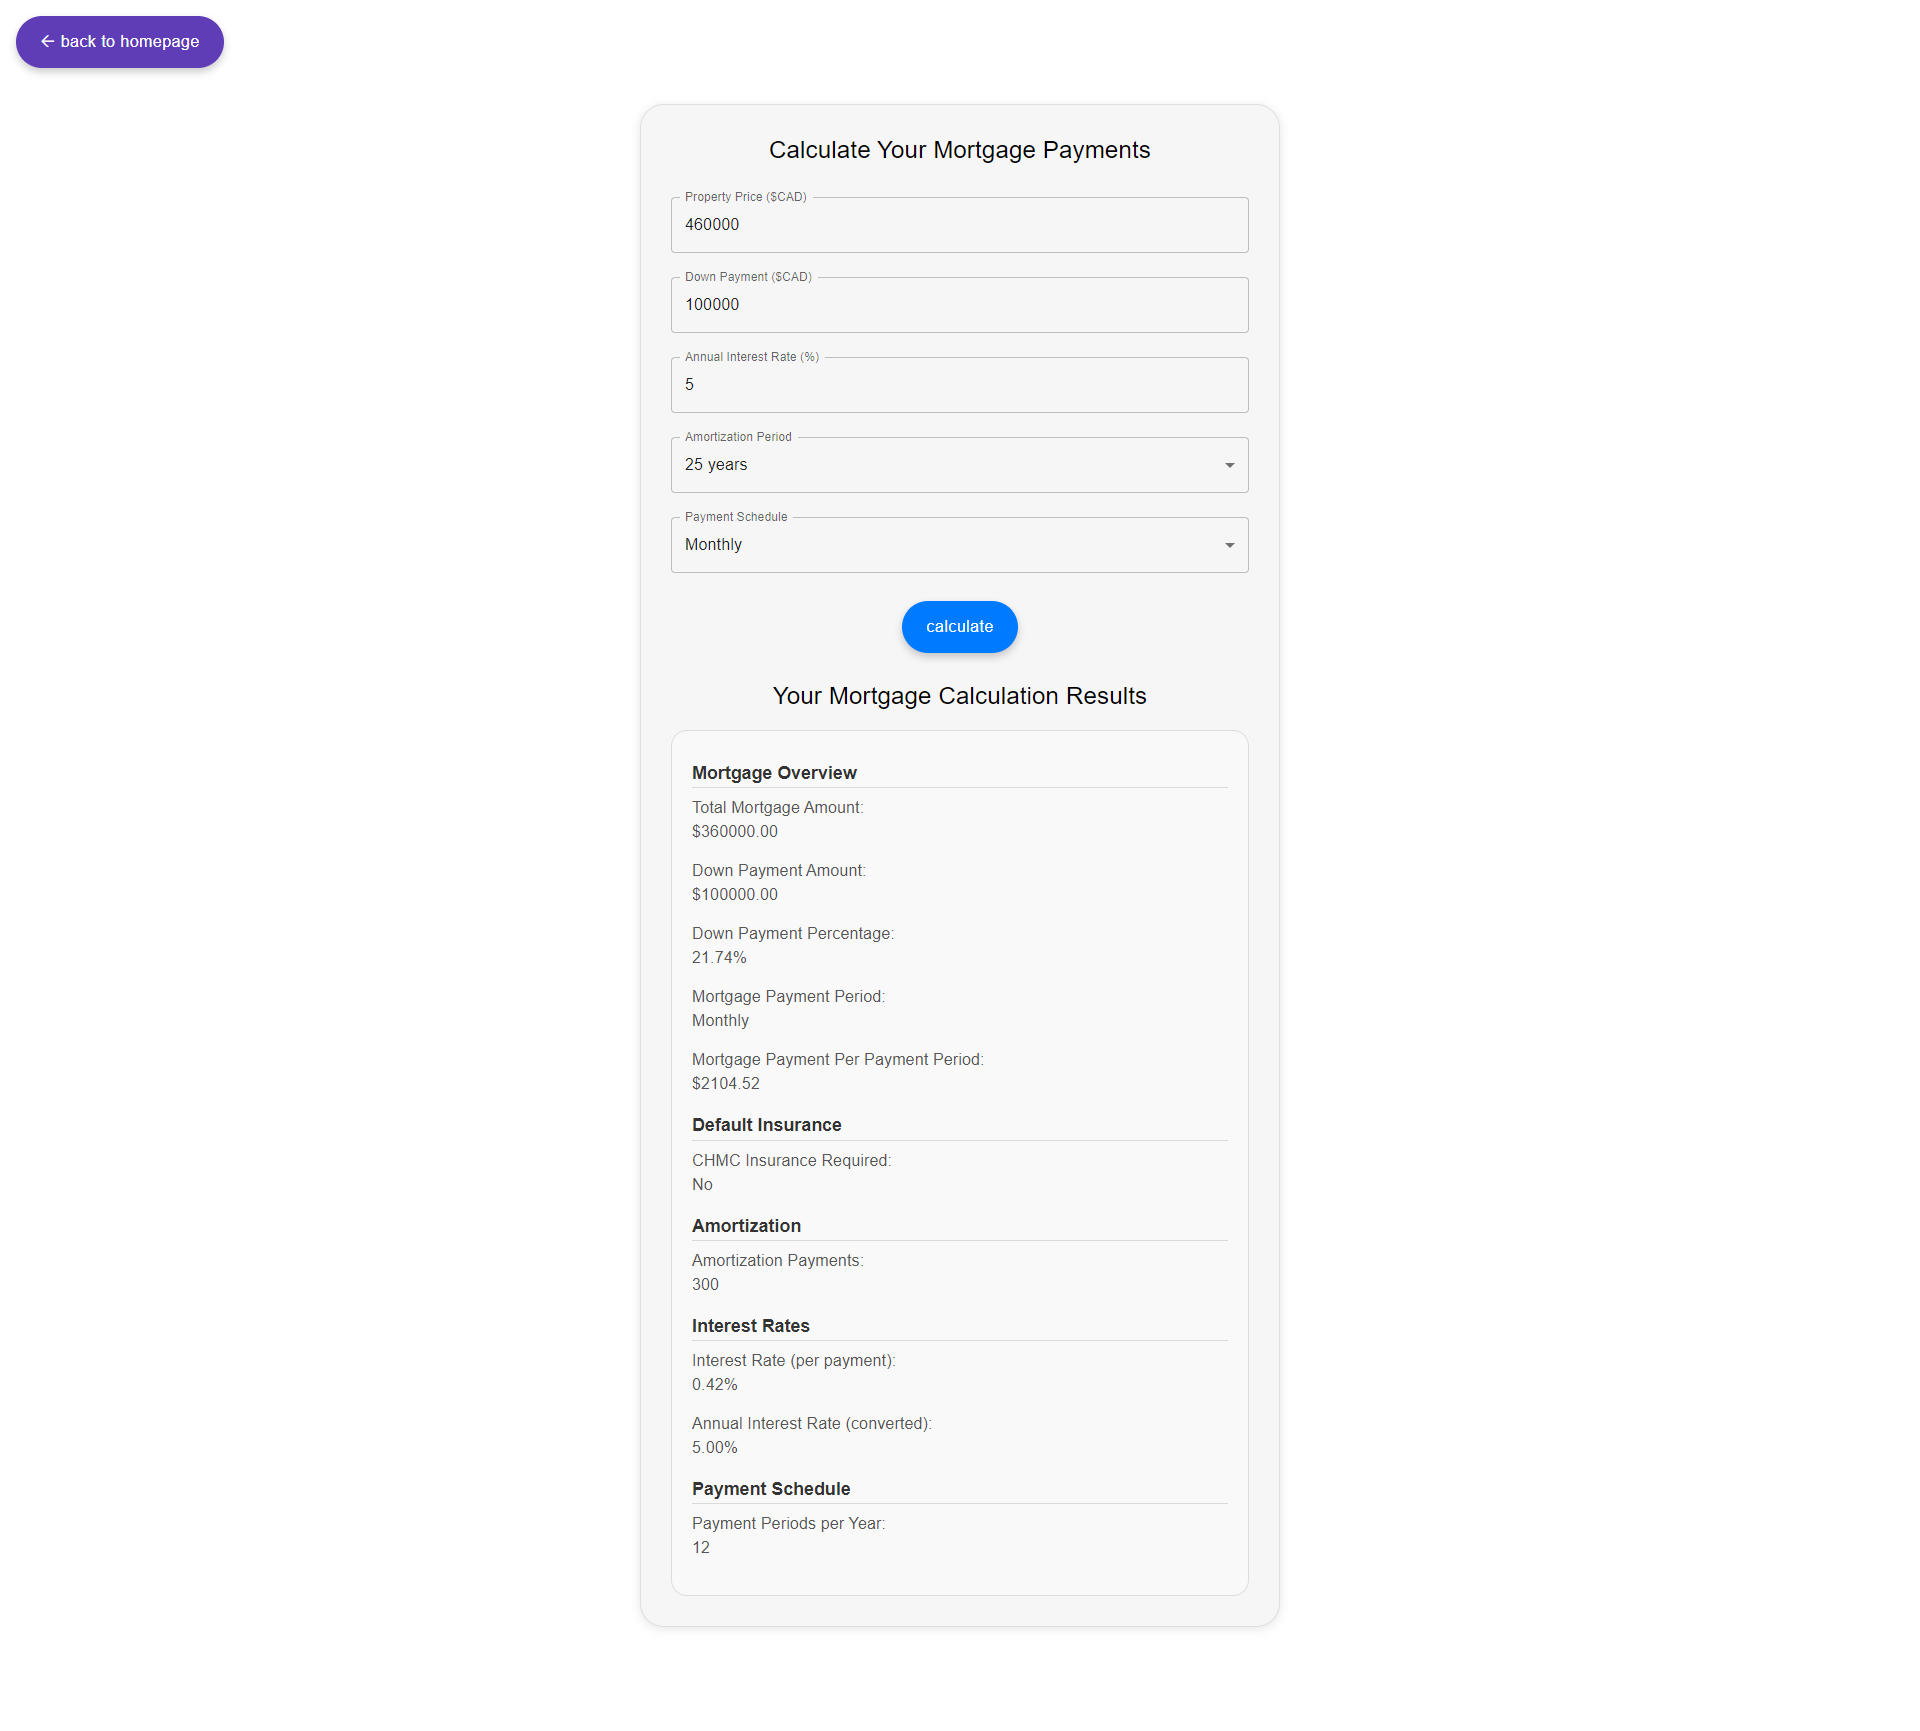 ← back to homepage
Calculate Your Mortgage Payments
Property Price ($CAD)
460000
Down Payment ($CAD)
100000
Annual Interest Rate (%)
5
Amortization Period
25 years
Payment Schedule
Monthly
calculate
Your Mortgage Calculation Results
Mortgage Overview
Total Mortgage Amount:
$360000.00
Down Payment Amount:
$100000.00
Down Payment Percentage:
21.74%
Mortgage Payment Period:
Monthly
Mortgage Payment Per Payment Period:
$2104.52
Default Insurance
CHMC Insurance Required:
No
Amortization
Amortization Payments:
300
Interest Rates
Interest Rate (per payment):
0.42%
Annual Interest Rate (converted):
5.00%
Payment Schedule
Payment Periods per Year:
12